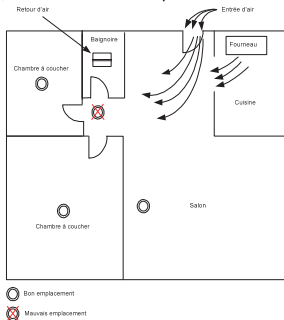 Retour d'air
Entrée d'air
Baignoire
Fourneau
Chambre à coucher
Cuisine
Salon
Chambre à coucher
Bon emplacement
Mauvais emplacement